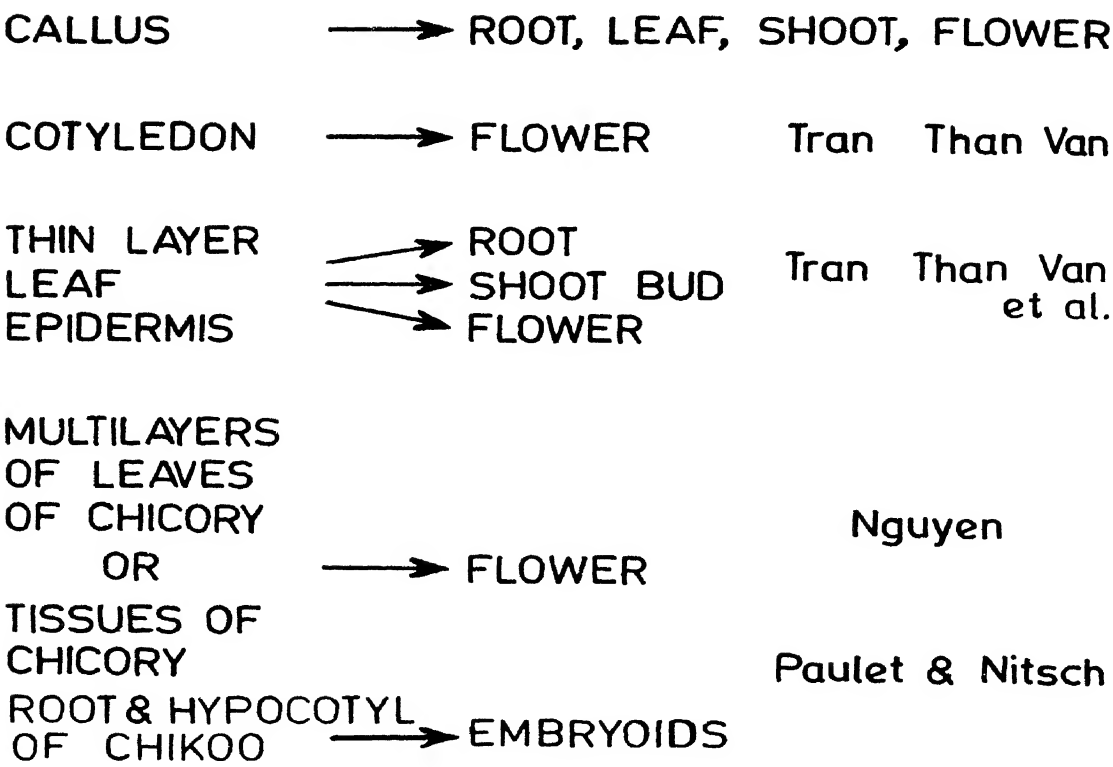 CALLUS → ROOT, LEAF, SHOOT, FLOWER
COTYLEDON → FLOWER Tran Than Van
THIN LAYER ROOT
LEAF → SHOOT BUD Tran Than Van
EPIDERMIS FLOWER et al.
MULTILAYERS
OF LEAVES
OF CHICORY Nguyen
OR → FLOWER
TISSUES OF
CHICORY Paulet & Nitsch
ROOT & HYPOCOTYL
OF CHIKOO → EMBRYOIDS